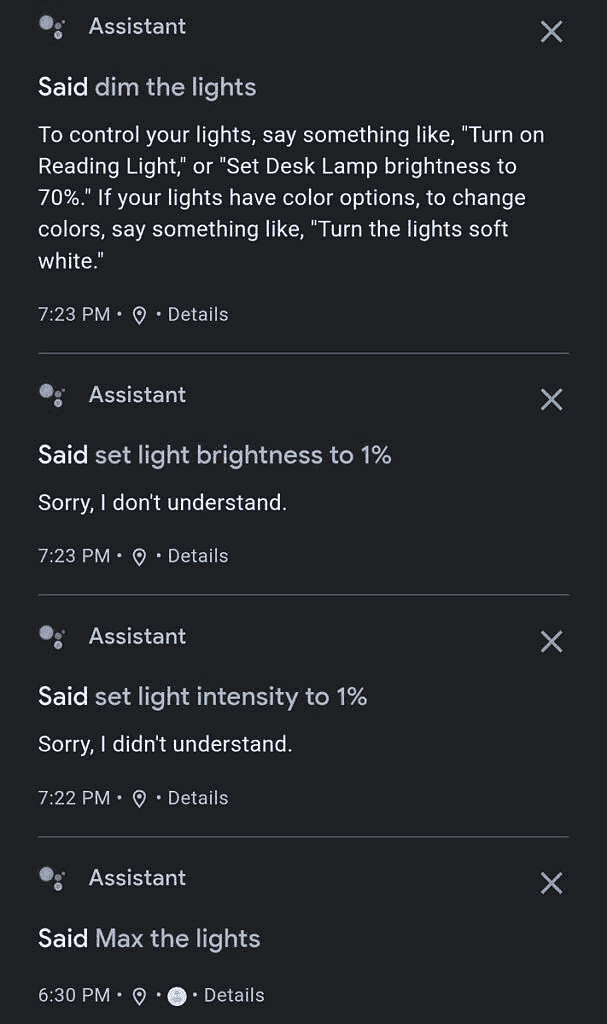 Assistant
Said dim the lights
To control your lights, say something like, "Turn on
Reading Light," or "Set Desk Lamp brightness to
70%." If your lights have color options, to change
colors, say something like, "Turn the lights soft
white."
7:23 PM • • Details
Assistant
Said set light brightness to 1%
Sorry, I don't understand.
7:23 PM • • Details
Assistant
Said set light intensity to 1%
Sorry, I didn't understand.
7:22 PM • • Details
Assistant
Said Max the lights
6:30 PM • • • Details